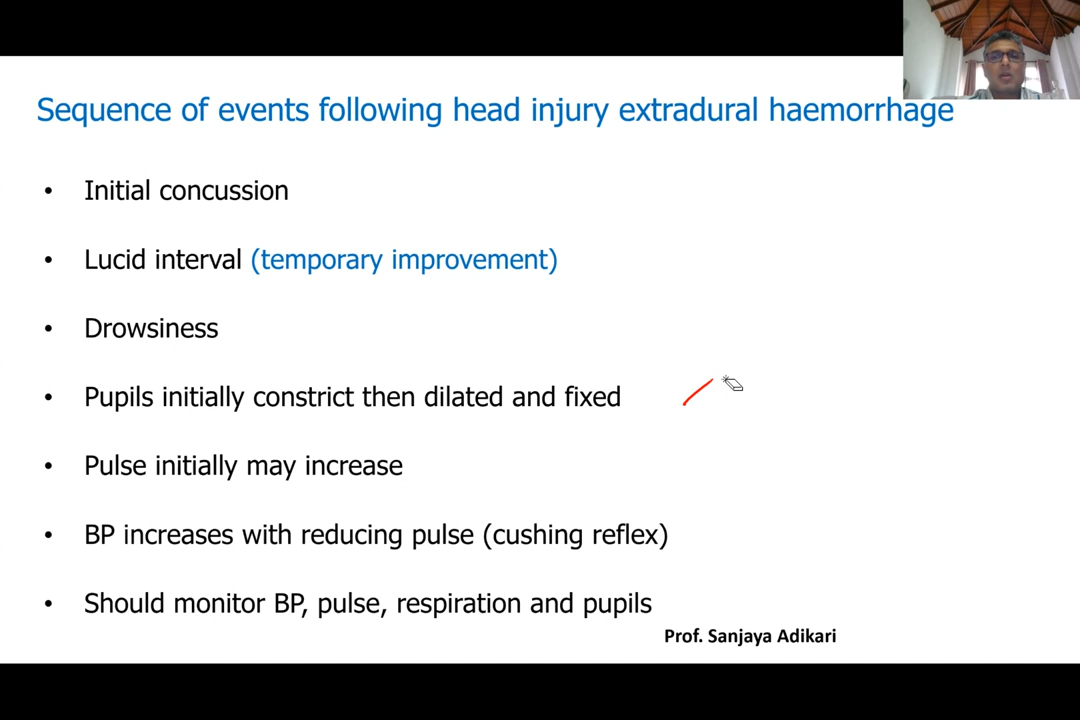 Sequence of events following head injury extradural haemorrhage
• Initial concussion
• Lucid interval (temporary improvement)
• Drowsiness
• Pupils initially constrict then dilated and fixed
• Pulse initially may increase
• BP increases with reducing pulse (cushing reflex)
• Should monitor BP, pulse, respiration and pupils
Prof. Sanjaya Adikari